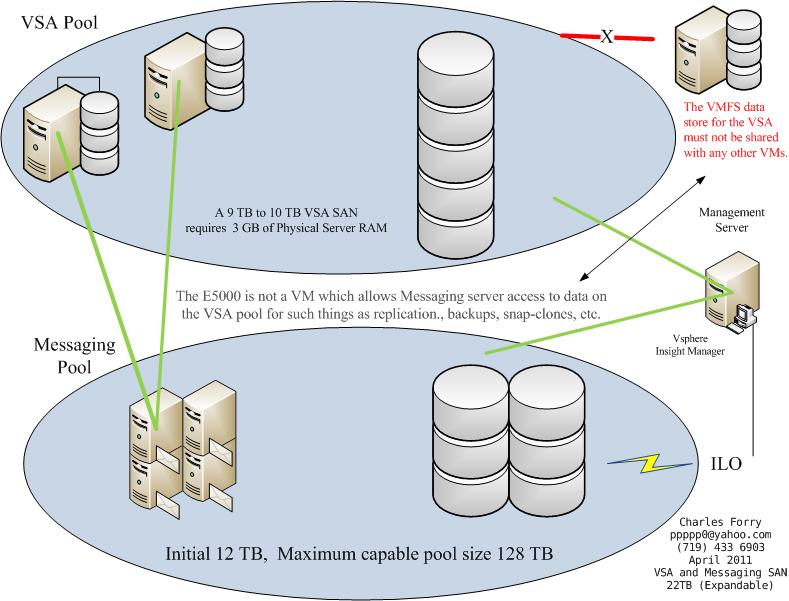 VSA Pool
X
The VMFS data
store for the VSA
must not be shared
with any other VMs.
A 9 TB to 10 TB VSA SAN
requires 3 GB of Physical Server RAM
Management
Server
The E5000 is not a VM which allows Messaging server access to data on
the VSA pool for such things as replication., backups, snap-clones, etc.
Vsphere
Insight Manager
Messaging
Pool
ILO
Initial 12 TB, Maximum capable pool size 128 TB
Charles Forry
ppppp0@yahoo.com
(719) 433 6903
April 2011
VSA and Messaging SAN
22TB (Expandable)